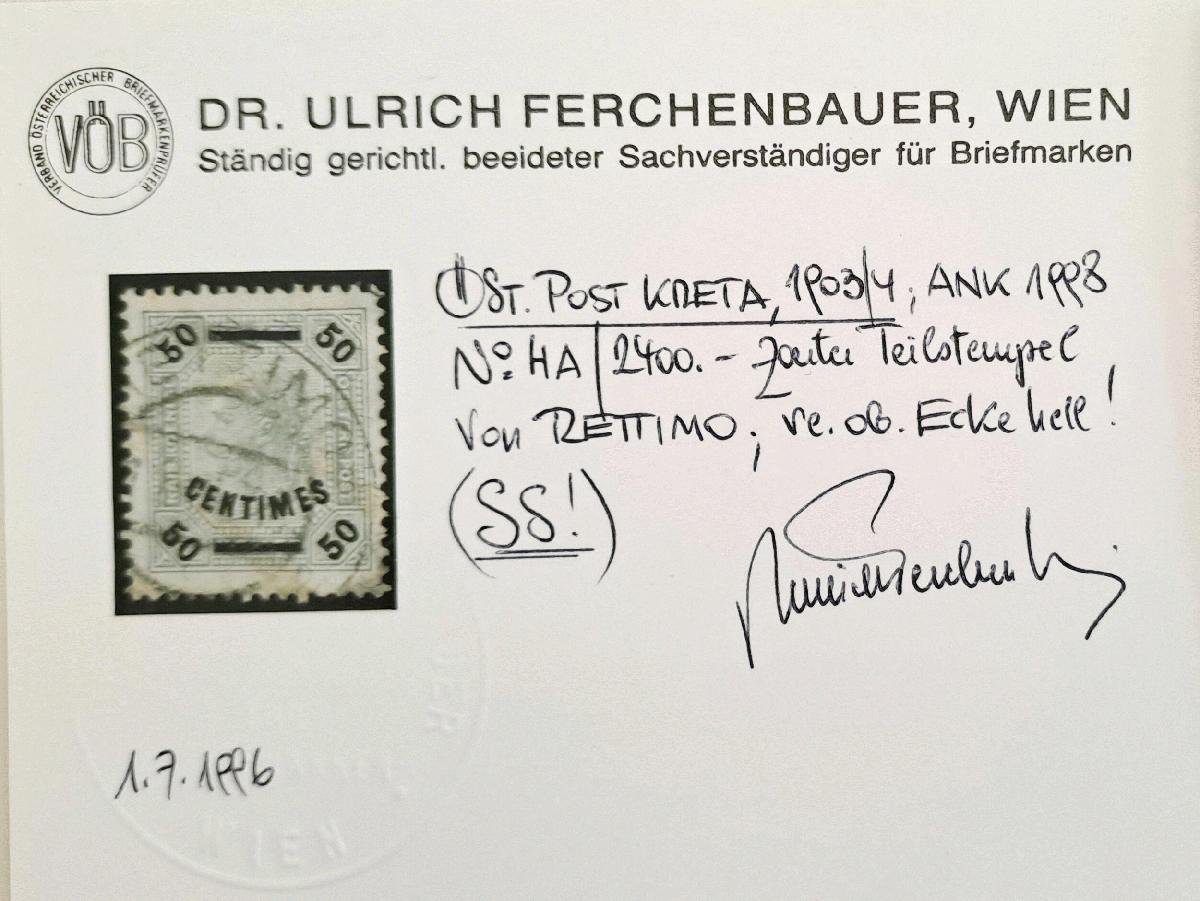 VERBAND ÖSTERREICHISCHER BRIEFMARKENPRÜFER
VÖB
DR. ULRICH FERCHENBAUER, WIEN
Ständig gerichtl. beeideter Sachverständiger für Briefmarken
ÖST. POST KRETA, 1903/4; ANK 1998
No: 4A 2400.- zarter Teilstempel
von RETTIMO; re. ob. Ecke heil!
(SS!)
50 50
CENTIMES
50 50
1.7.1996
WIEN